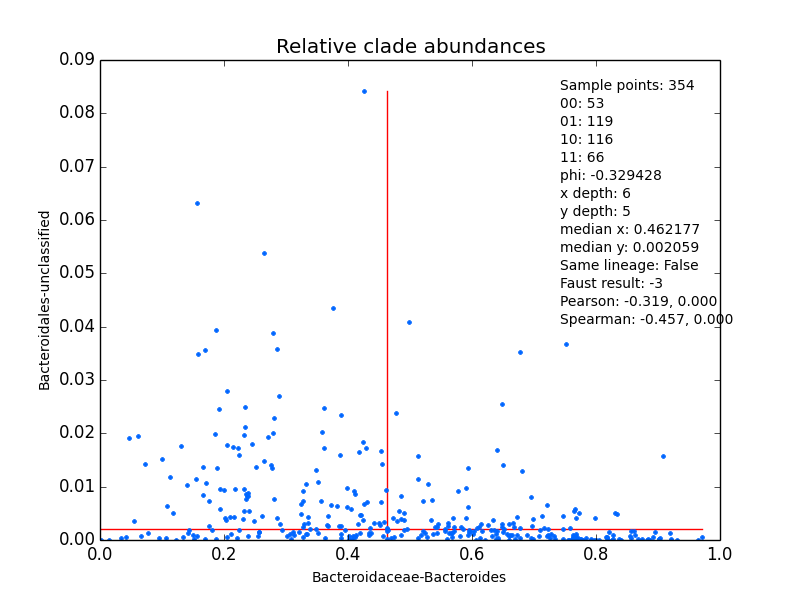 Relative clade abundances
0.09
0.08
0.07
0.06
0.05
0.04
0.03
0.02
0.01
0.00
Bacteroidales-unclassified
Sample points: 354
00: 53
01: 119
10: 116
11: 66
phi: -0.329428
x depth: 6
y depth: 5
median x: 0.462177
median y: 0.002059
Same lineage: False
Faust result: -3
Pearson: -0.319, 0.000
Spearman: -0.457, 0.000
0.0 0.2 0.4 0.6 0.8 1.0
Bacteroidaceae-Bacteroides